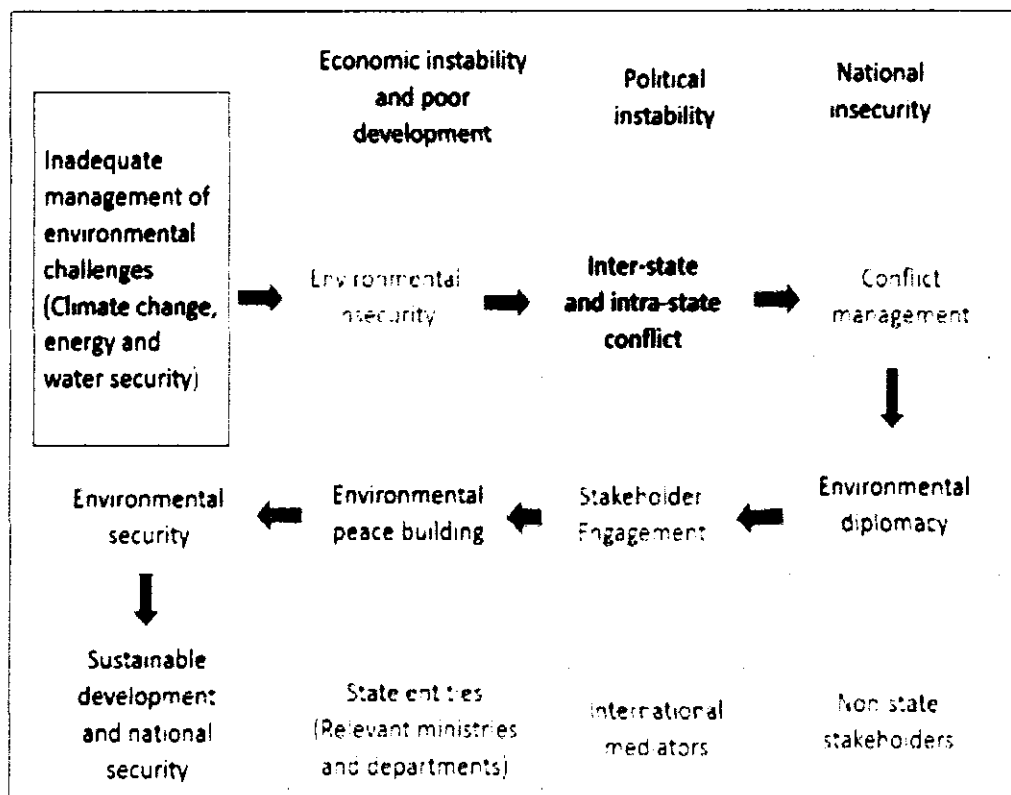 Economic instability
and poor
development
Political
instability
National
insecurity
Inadequate
management of
environmental
challenges
(Climate change,
energy and
water security)
Environmental
nsecurity
Inter-state
and intra-state
conflict
Conflict
management
Environmental
security
Environmental
peace building
Stakeholder
Engagement
Environmental
diplomacy
Sustainable
development
and national
security
State entities
(Relevant ministries
and departments)
International
mediators
Non state
stakeholders